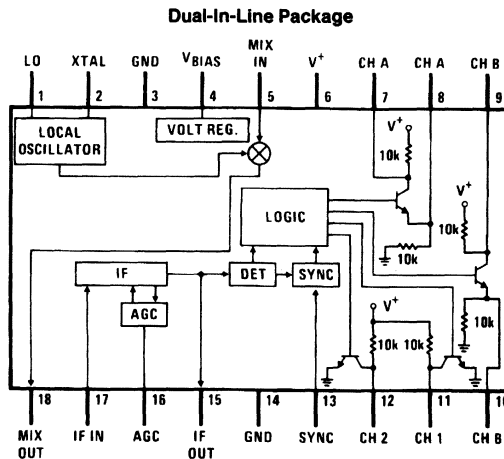 Dual-In-Line Package
LO XTAL GND VBIAS MIX IN V+ CH A CH A CH B
1 2 3 4 5 6 7 8 9
LOCAL OSCILLATOR
VOLT REG.
V+
10k
V+
10k
LOGIC
10k
IF
DET
SYNC
AGC
V+
10k
10k
10k
18 17 16 15 14 13 12 11 10
MIX OUT IF IN AGC IF OUT GND SYNC CH 2 CH 1 CH B